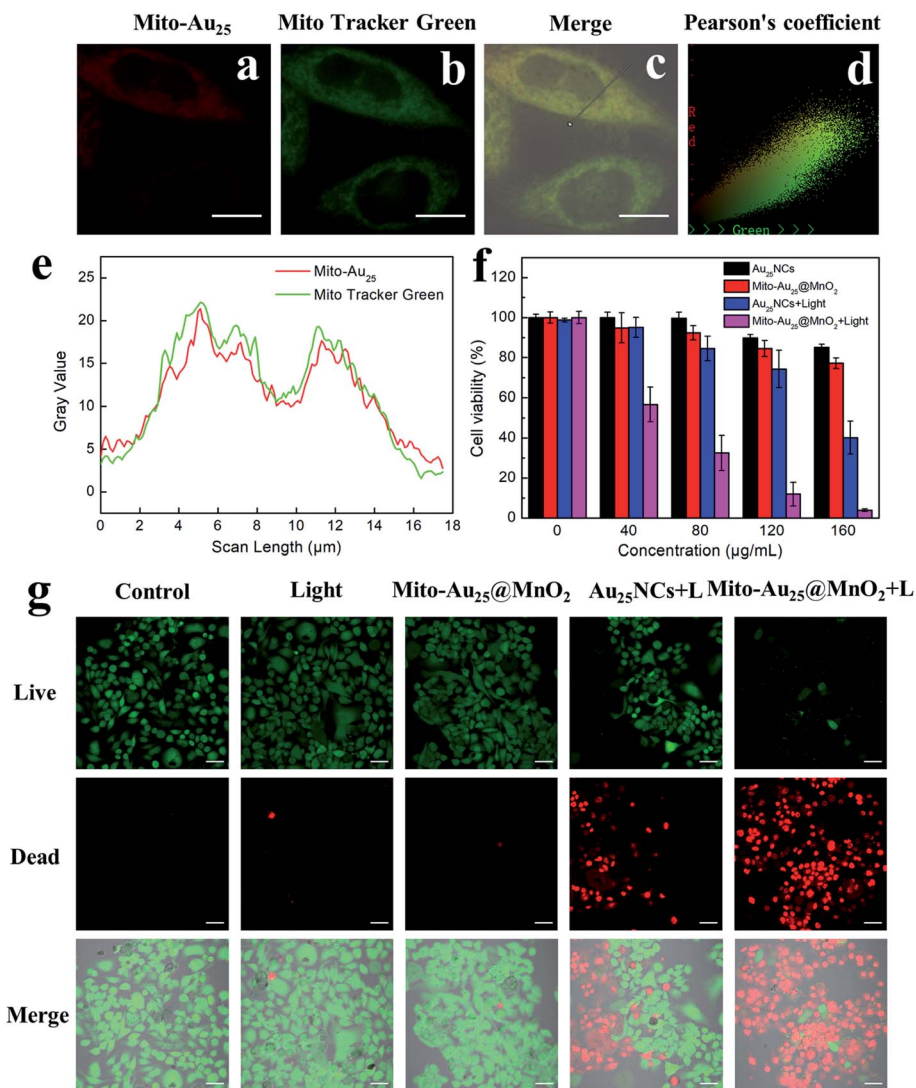 Mito-Au25 Mito Tracker Green Merge Pearson's coefficient
a b c d
Red
> > > Green > > >
e
Mito-Au25
Mito Tracker Green
25
20
15
10
5
0
Gray Value
0 2 4 6 8 10 12 14 16 18
Scan Length (μm)
f
Au25NCs
Mito-Au25@MnO2
Au25NCs+Light
Mito-Au25@MnO2+Light
120
100
80
60
40
20
0
Cell viability (%)
0 40 80 120 160
Concentration (μg/mL)
g
Control Light Mito-Au25@MnO2 Au25NCs+L Mito-Au25@MnO2+L
Live
Dead
Merge